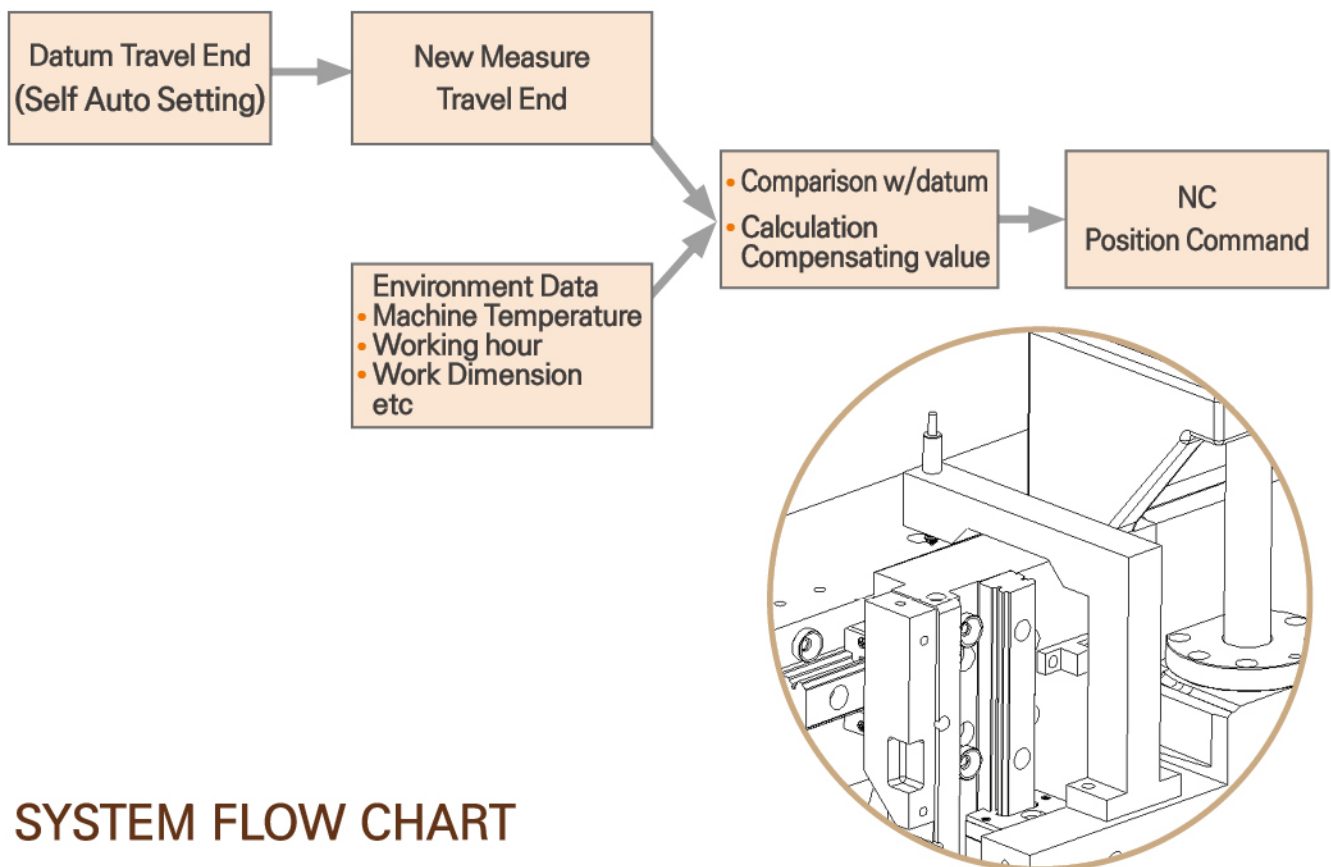 Datum Travel End
(Self Auto Setting)
New Measure
Travel End
Environment Data
• Machine Temperature
• Working hour
• Work Dimension
etc
• Comparison w/datum
• Calculation
Compensating value
NC
Position Command
SYSTEM FLOW CHART